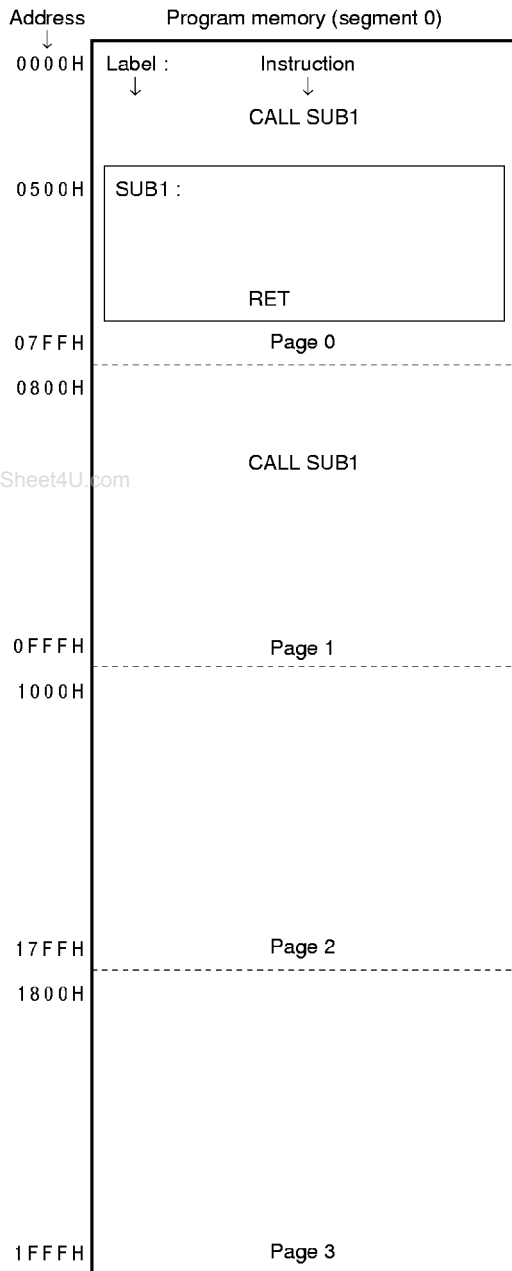 Address Program memory (segment 0)
↓
0000H Label : Instruction
↓ ↓
CALL SUB1
0500H SUB1 :
RET
07FFH Page 0
0800H
CALL SUB1
Sheet4U.com
0FFFH Page 1
1000H
17FFH Page 2
1800H
1FFFH Page 3